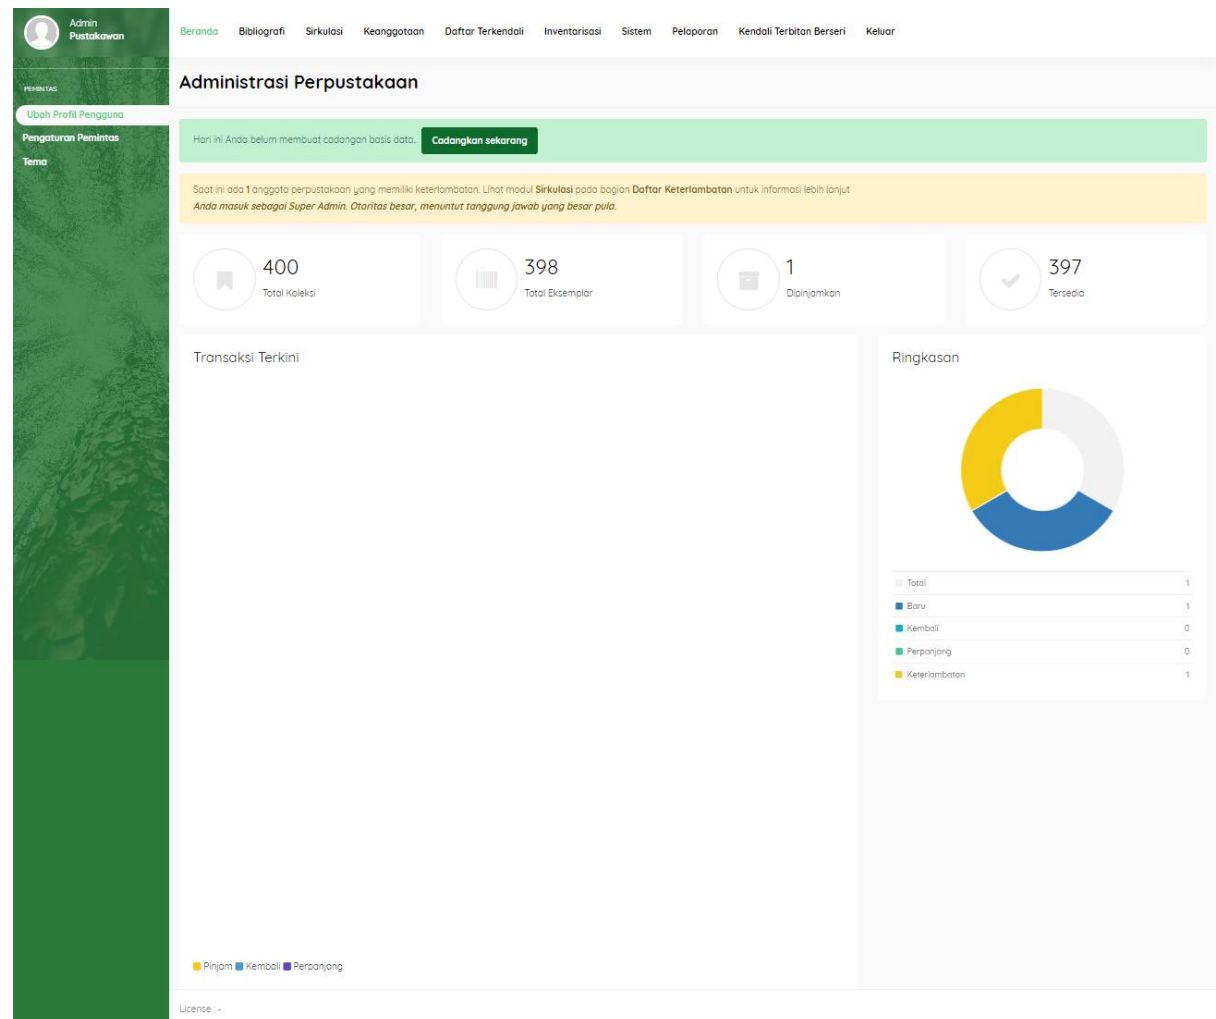 Admin
Pustakawan
Beranda Bibliografi Sirkulasi Keanggotaan Daftar Terkendali Inventarisasi Sistem Pelaporan Kendali Terbitan Berseri Keluar
PEMINTAS
Ubah Profil Pengguna
Pengaturan Pemintas
Tema
Administrasi Perpustakaan
Hari ini Anda belum membuat cadangan basis data. Cadangkan sekarang
Saat ini ada 1 anggota perpustakaan yang memiliki keterlambatan. Lihat modul Sirkulasi pada bagian Daftar Keterlambatan untuk informasi lebih lanjut
Anda masuk sebagai Super Admin. Otoritas besar, menuntut tanggung jawab yang besar pula.
400
Total Koleksi
398
Total Eksemplar
1
Dipinjamkan
397
Tersedia
Transaksi Terkini
Pinjam Kembali Perpanjang
Ringkasan
Total 1
Baru 1
Kembali 0
Perpanjang 0
Keterlambatan 1
License : -